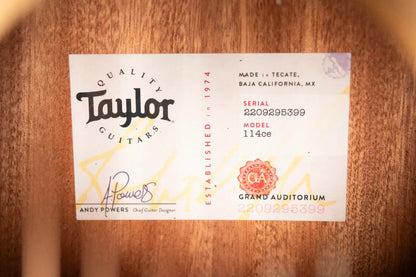 QUALITY
Taylor
GUITARS
A Powers
ANDY POWERS Chief Guitar Designer
ESTABLISHED in 1974
MADE IN TECATE,
BAJA CALIFORNIA, MX
SERIAL
2209295399
MODEL
114ce
GA
GRAND AUDITORIUM
2209295399